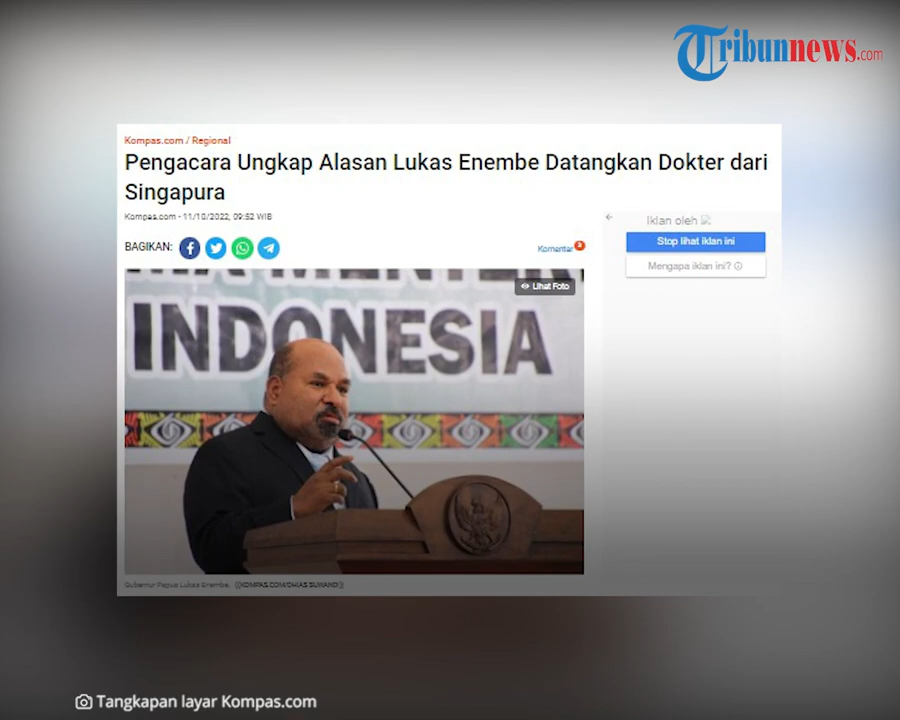 Tribunnews.com
Kompas.com / Regional
Pengacara Ungkap Alasan Lukas Enembe Datangkan Dokter dari
Singapura
Kompas.com - 11/10/2022, 09:52 WIB
Iklan oleh
BAGIKAN:
Komentar
Stop lihat iklan ini
Mengapa iklan ini?
Lihat Foto
INDONESIA
Gubernur Papua Lukas Enembe. ((KOMPAS.COM/DHIAS SUWANDI))
Tangkapan layar Kompas.com